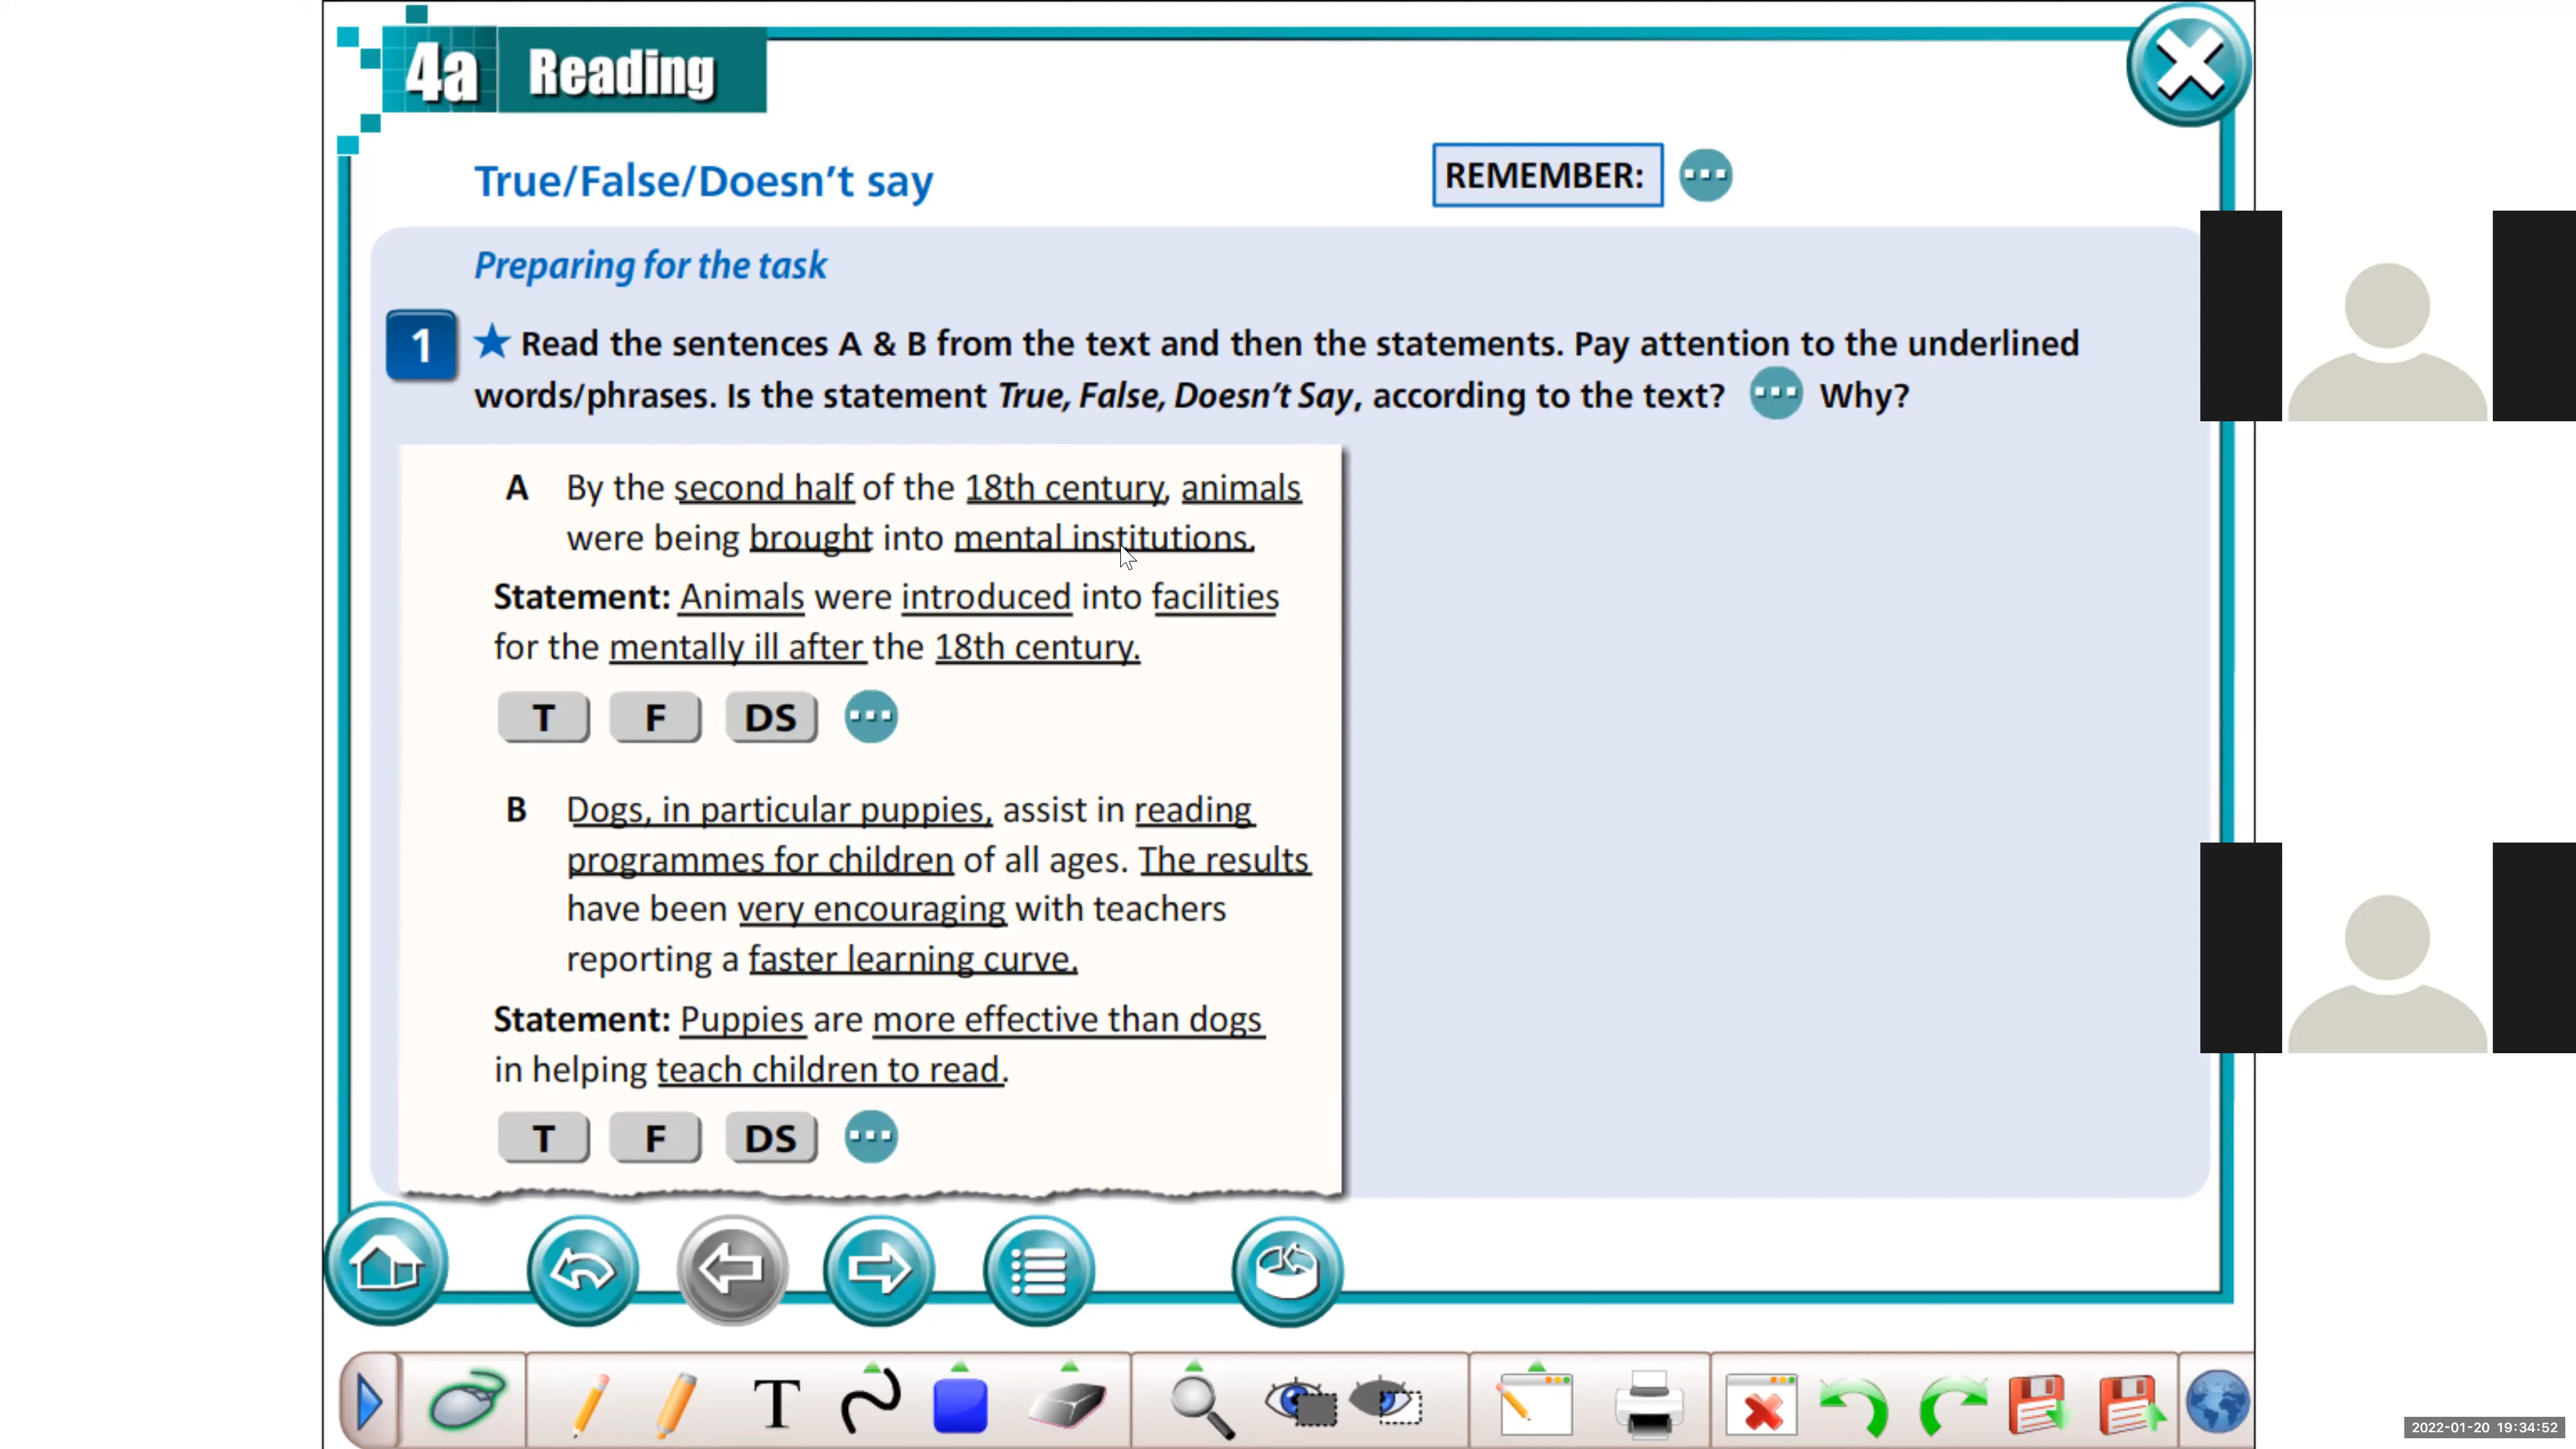 4a Reading
True/False/Doesn't say
REMEMBER:
Preparing for the task
1 Read the sentences A & B from the text and then the statements. Pay attention to the underlined
words/phrases. Is the statement True, False, Doesn't Say, according to the text? Why?
A By the second half of the 18th century, animals
were being brought into mental institutions.
Statement: Animals were introduced into facilities
for the mentally ill after the 18th century.
T F DS
B Dogs, in particular puppies, assist in reading
programmes for children of all ages. The results
have been very encouraging with teachers
reporting a faster learning curve.
Statement: Puppies are more effective than dogs
in helping teach children to read.
T F DS
T
2022-01-20 19:34:52